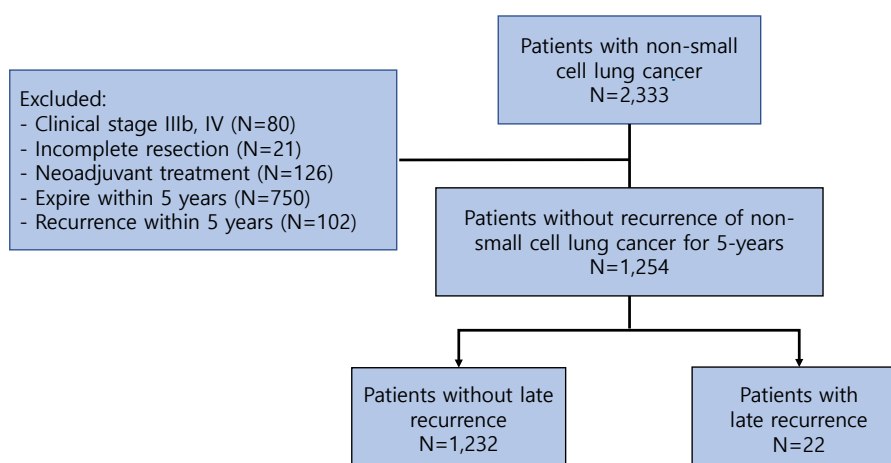 Patients with non-small
cell lung cancer
N=2,333
Excluded:
- Clinical stage IIIb, IV (N=80)
- Incomplete resection (N=21)
- Neoadjuvant treatment (N=126)
- Expire within 5 years (N=750)
- Recurrence within 5 years (N=102)
Patients without recurrence of non-
small cell lung cancer for 5-years
N=1,254
Patients without late
recurrence
N=1,232
Patients with
late recurrence
N=22